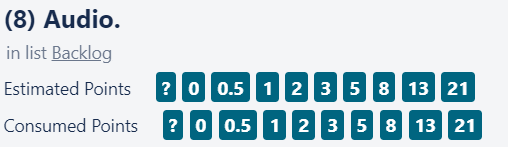 (8) Audio.
in list Backlog
Estimated Points ? 0 0.5 1 2 3 5 8 13 21
Consumed Points ? 0 0.5 1 2 3 5 8 13 21